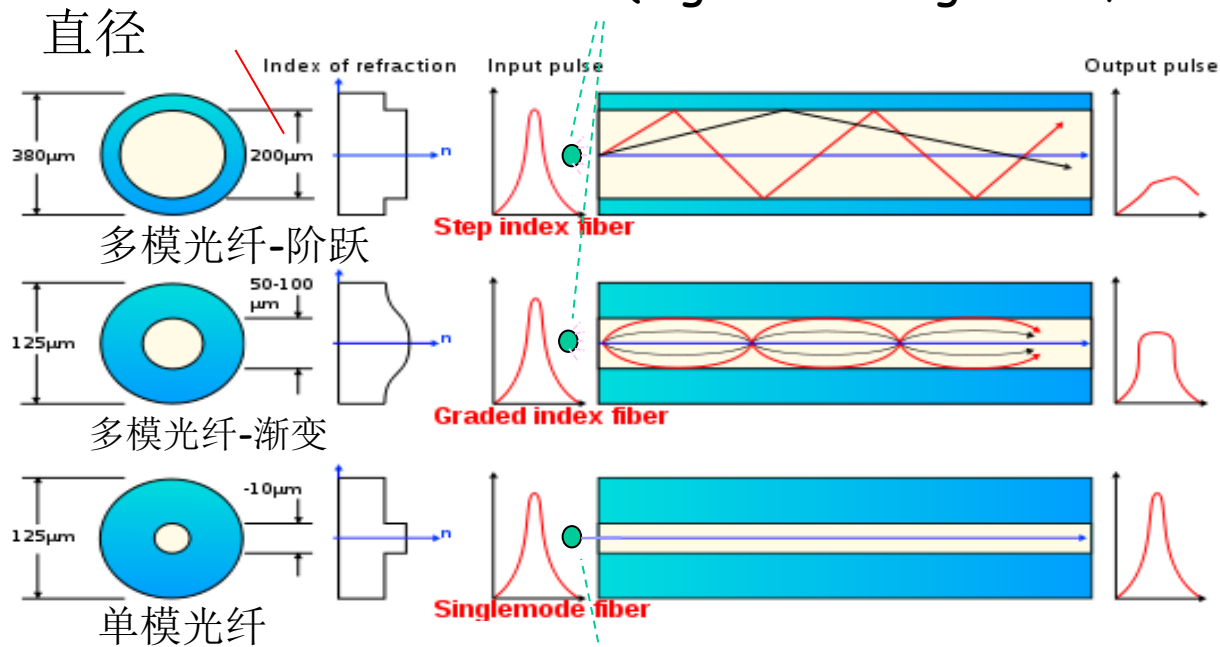 直径
Index of refraction
Input pulse
Output pulse
380µm
200µm
n
Step index fiber
多模光纤-阶跃
50-100
µm
125µm
n
Graded index fiber
多模光纤-渐变
-10µm
125µm
n
Singlemode fiber
单模光纤